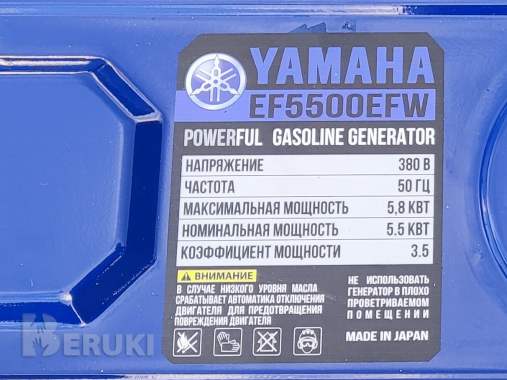 YAMAHA
EF5500EFW
POWERFUL GASOLINE GENERATOR
НАПРЯЖЕНИЕ 380 В
ЧАСТОТА 50 ГЦ
МАКСИМАЛЬНАЯ МОЩНОСТЬ 5,8 КВТ
НОМИНАЛЬНАЯ МОЩНОСТЬ 5.5 КВТ
КОЭФФИЦИЕНТ МОЩНОСТИ 3.5
ВНИМАНИЕ
В СЛУЧАЕ НИЗКОГО УРОВНЯ МАСЛА
СРАБАТЫВАЕТ АВТОМАТИКА ОТКЛЮЧЕНИЯ
ДВИГАТЕЛЯ ДЛЯ ПРЕДОТВРАЩЕНИЯ
ПОВРЕЖДЕНИЯ ДВИГАТЕЛЯ
НЕ ИСПОЛЬЗОВАТЬ
ГЕНЕРАТОР В ПЛОХО
ПРОВЕТРИВАЕМОМ
ПОМЕЩЕНИИ
MADE IN JAPAN
BERUKI